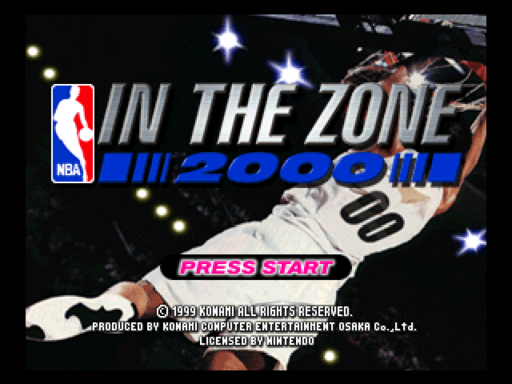 NBA
IN THE ZONE
2000
00
PRESS START
© 1999 KONAMI ALL RIGHTS RESERVED.
PRODUCED BY KONAMI COMPUTER ENTERTAINMENT OSAKA Co.,Ltd.
LICENSED BY NINTENDO